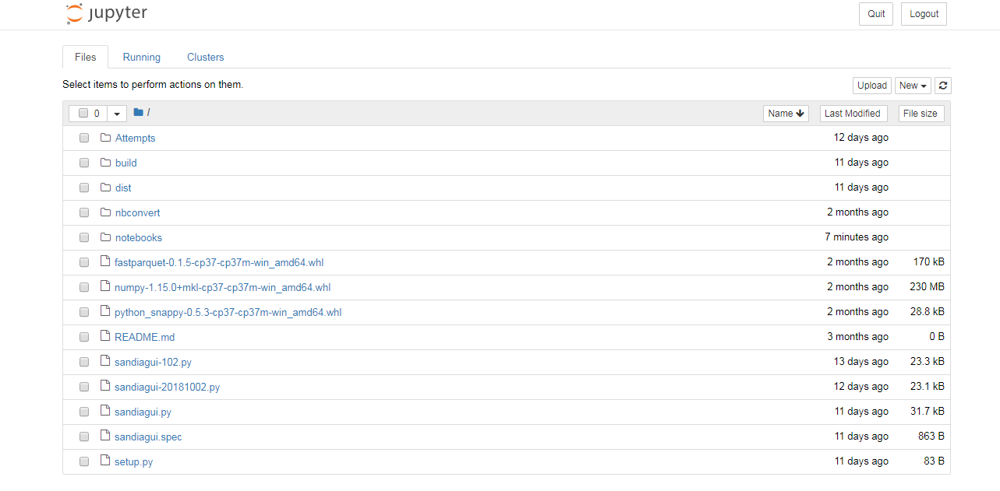 jupyter Quit Logout
Files Running Clusters
Select items to perform actions on them. Upload New
0 / Name Last Modified File size
Attempts 12 days ago
build 11 days ago
dist 11 days ago
nbconvert 2 months ago
notebooks 7 minutes ago
fastparquet-0.1.5-cp37-cp37m-win_amd64.whl 2 months ago 170 kB
numpy-1.15.0+mkl-cp37-cp37m-win_amd64.whl 2 months ago 230 MB
python_snappy-0.5.3-cp37-cp37m-win_amd64.whl 2 months ago 28.8 kB
README.md 3 months ago 0 B
sandiagui-102.py 13 days ago 23.3 kB
sandiagui-20181002.py 12 days ago 23.1 kB
sandiagui.py 11 days ago 31.7 kB
sandiagui.spec 11 days ago 863 B
setup.py 11 days ago 83 B